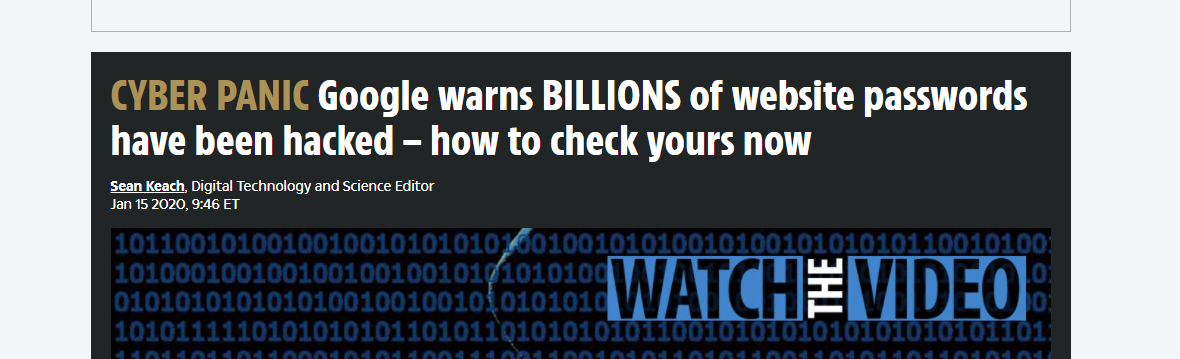 CYBER PANIC Google warns BILLIONS of website passwords
have been hacked – how to check yours now
Sean Keach, Digital Technology and Science Editor
Jan 15 2020, 9:46 ET
WATCH THE VIDEO